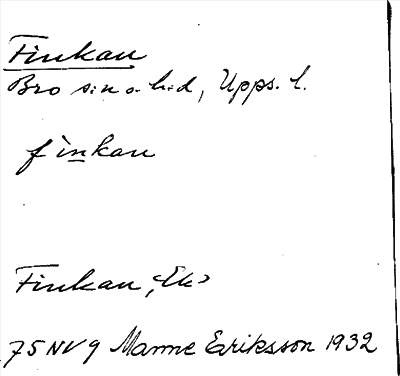 Finkan
Bro sn o. hd, Upps. l.
finkan
Finkan, <Ek>
75 NV 9 Manne Eriksson 1932